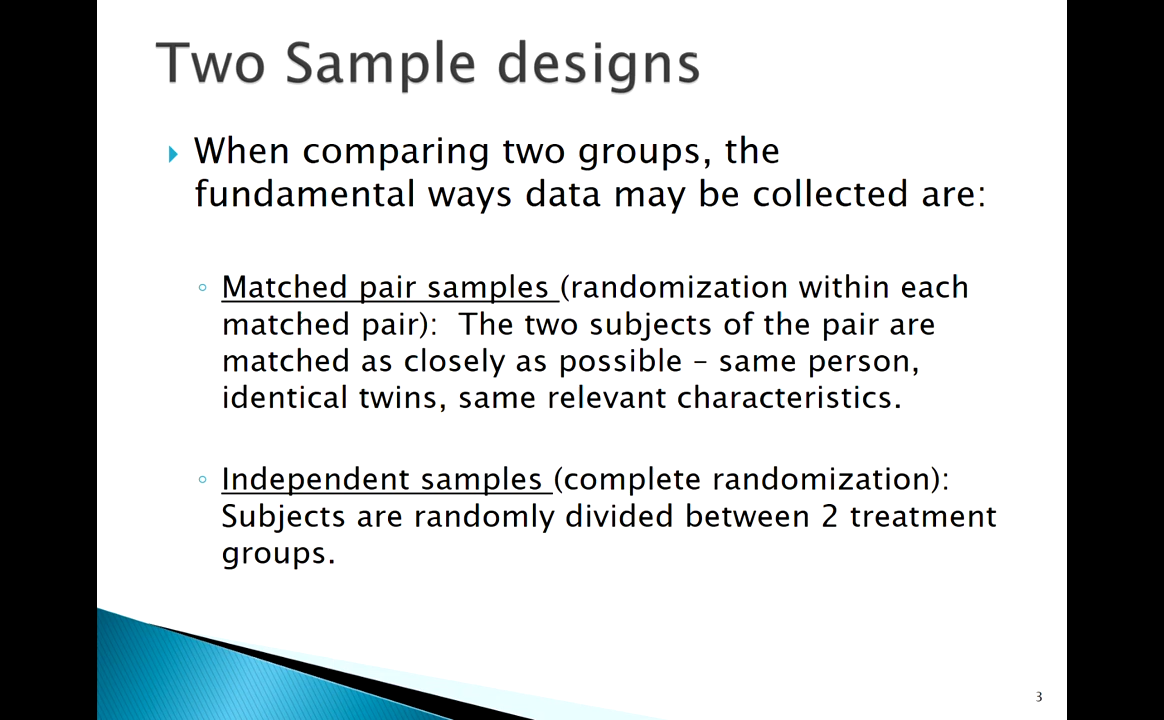 Two Sample designs
When comparing two groups, the
fundamental ways data may be collected are:
Matched pair samples (randomization within each
matched pair): The two subjects of the pair are
matched as closely as possible – same person,
identical twins, same relevant characteristics.
Independent samples (complete randomization):
Subjects are randomly divided between 2 treatment
groups.
3